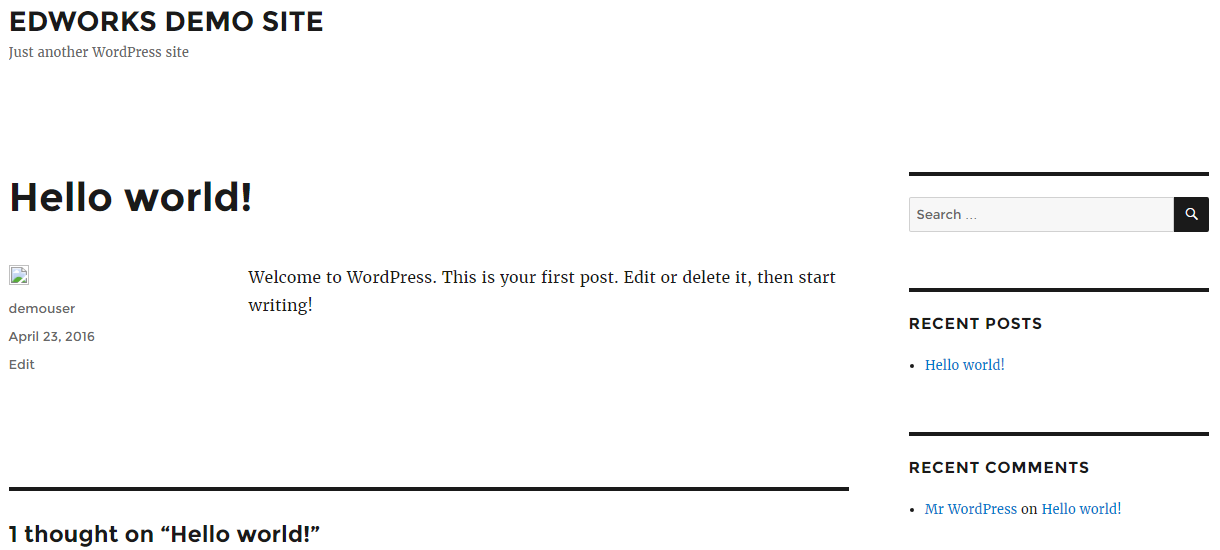 EDWORKS DEMO SITE
Just another WordPress site
Hello world!
demouser
April 23, 2016
Edit
Welcome to WordPress. This is your first post. Edit or delete it, then start
writing!
1 thought on “Hello world!”
Search …
RECENT POSTS
Hello world!
RECENT COMMENTS
Mr WordPress on Hello world!